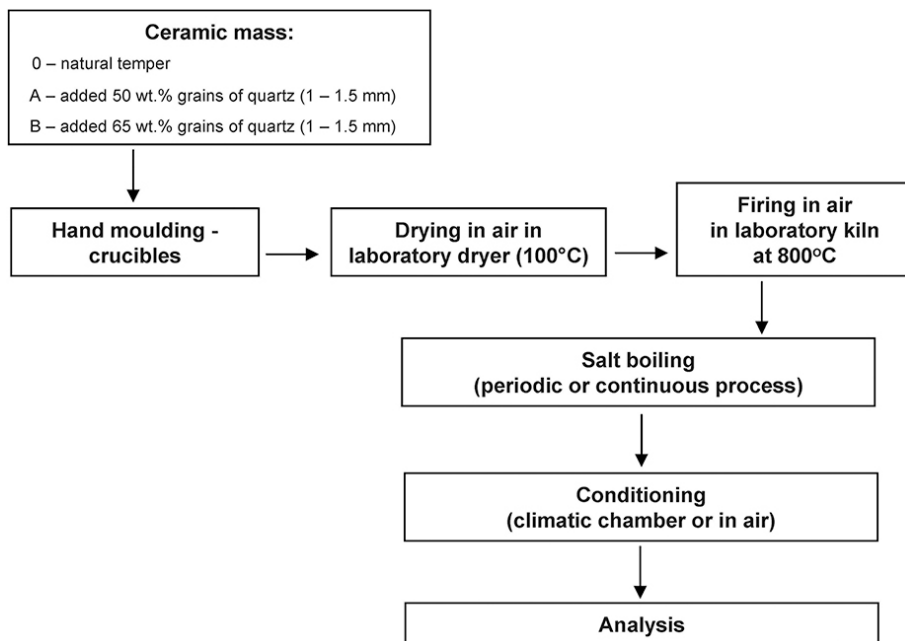 Ceramic mass:
0 – natural temper
A – added 50 wt.% grains of quartz (1 – 1.5 mm)
B – added 65 wt.% grains of quartz (1 – 1.5 mm)
Hand moulding -
crucibles
Drying in air in
laboratory dryer (100°C)
Firing in air
in laboratory kiln
at 800°C
Salt boiling
(periodic or continuous process)
Conditioning
(climatic chamber or in air)
Analysis